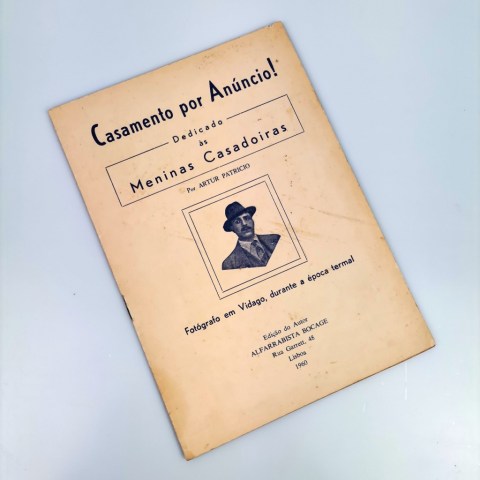 Casamento por Anúncio!
Dedicado
às
Meninas Casadoiras
Por ARTUR PATRICIO
Fotógrafo em Vidago, durante a época termal
Edição do Autor
ALFARRABISTA BOCAGE
Rua Garrett, 48
Lisboa
1960